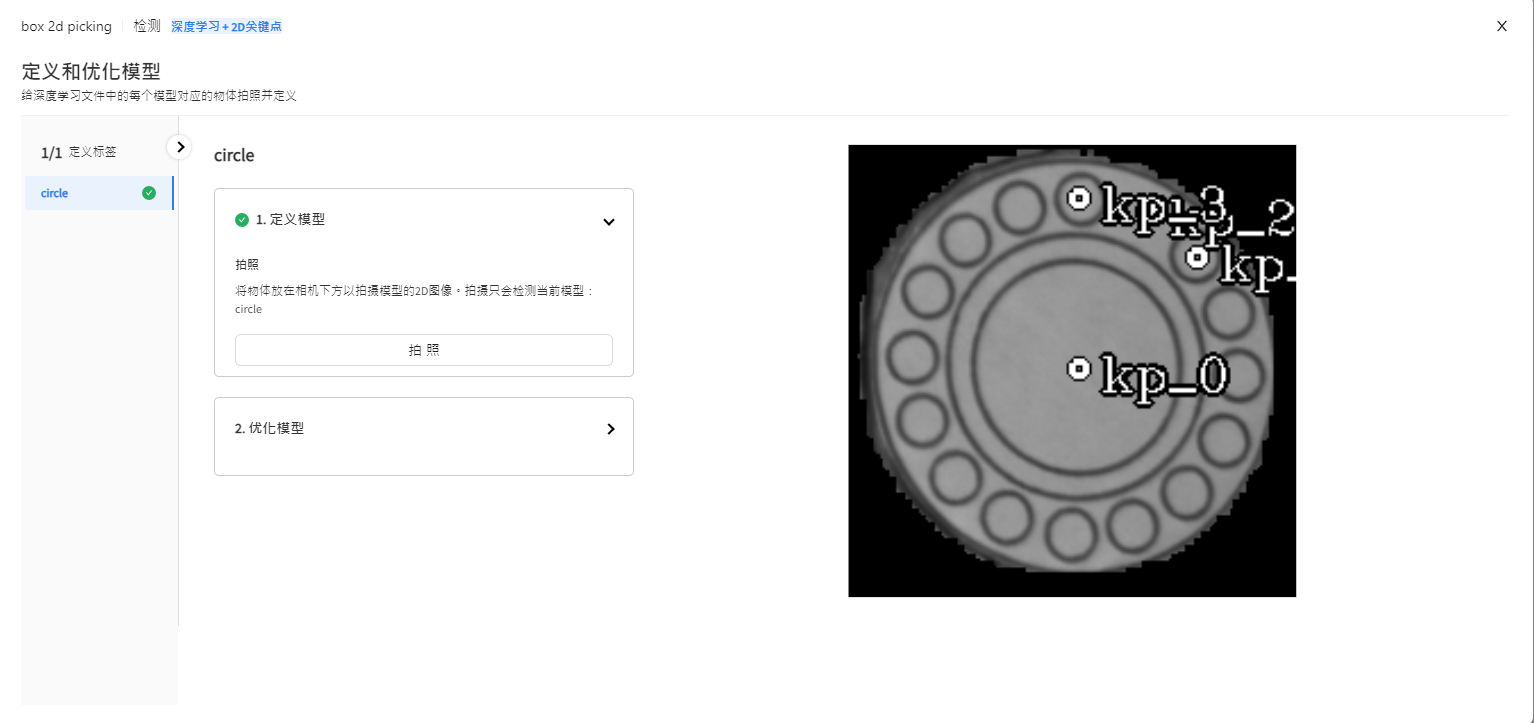 box 2d picking 检测 深度学习 + 2D关键点
定义和优化模型
给深度学习文件中的每个模型对应的物体拍照并定义
1/1 定义标签
circle
circle
1. 定义模型
拍照
将物体放在相机下方以拍摄模型的2D图像。拍摄只会检测当前模型：
circle
拍 照
2. 优化模型
kp_3
kp_2
kp_
kp_0